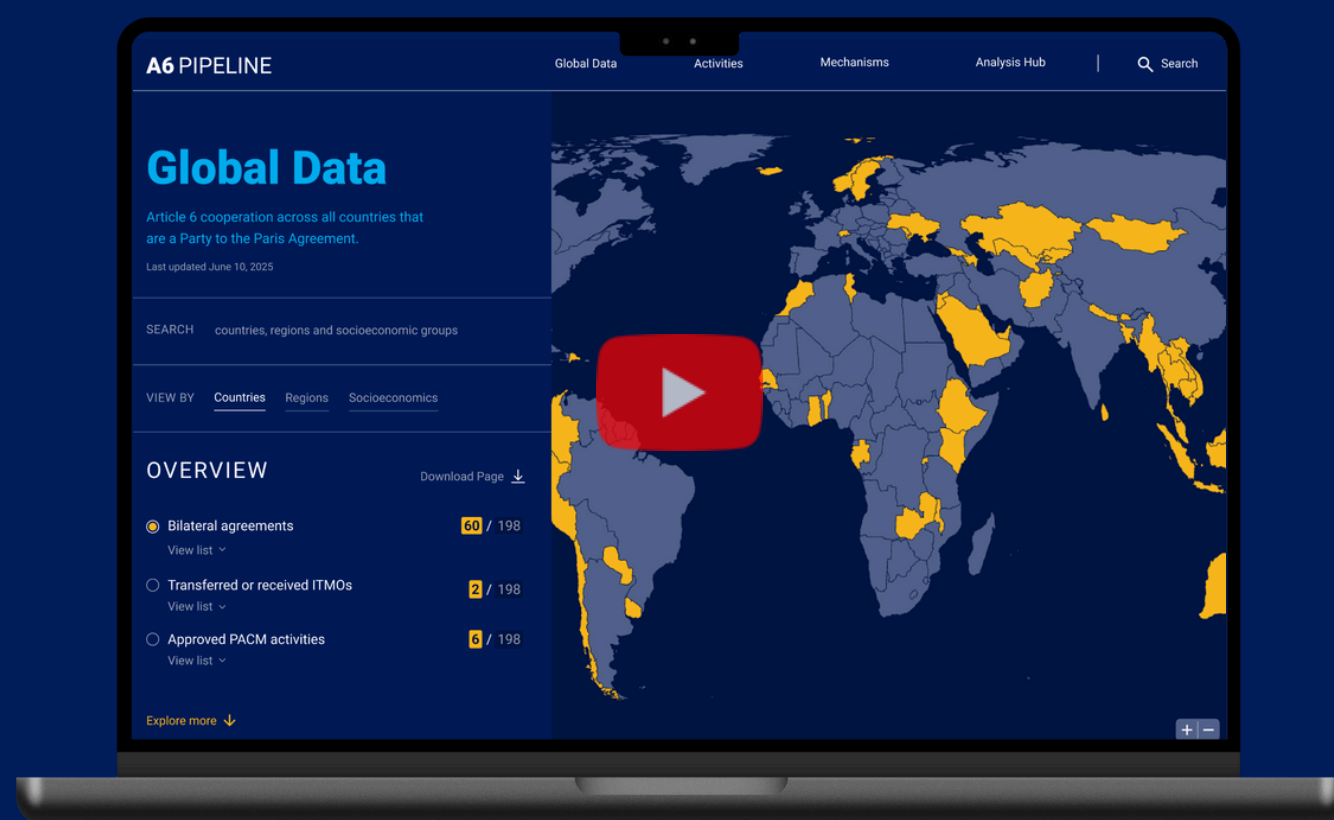 A6 PIPELINE
Global Data
Activities
Mechanisms
Analysis Hub
Search
Global Data
Article 6 cooperation across all countries that
are a Party to the Paris Agreement.
Last updated June 10, 2025
SEARCH countries, regions and socioeconomic groups
VIEW BY Countries Regions Socioeconomics
OVERVIEW
Download Page
Bilateral agreements 60 / 198
View list
Transferred or received ITMOs 2 / 198
View list
Approved PACM activities 6 / 198
View list
Explore more
+ −